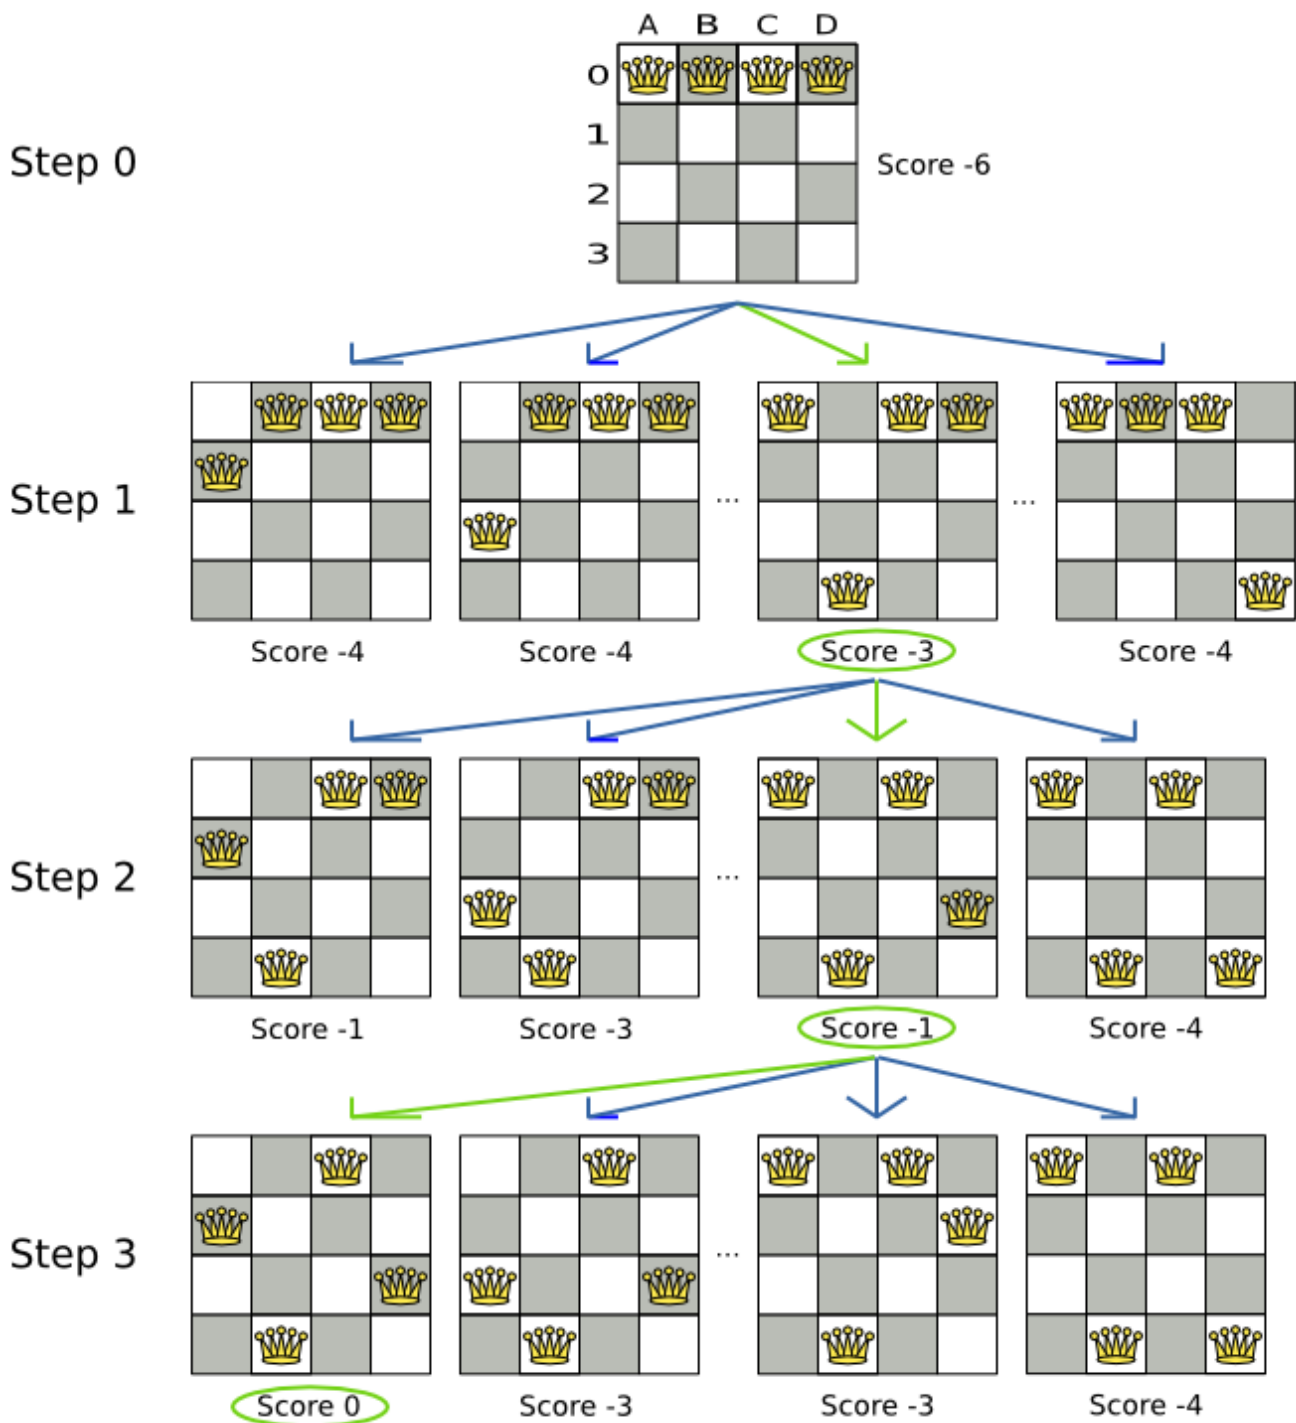 A B C D
0
1
Step 0
Score -6
2
3
Step 1
...
...
Score -4
Score -4
Score -3
Score -4
Step 2
...
Score -1
Score -3
Score -1
Score -4
Step 3
...
Score 0
Score -3
Score -3
Score -4